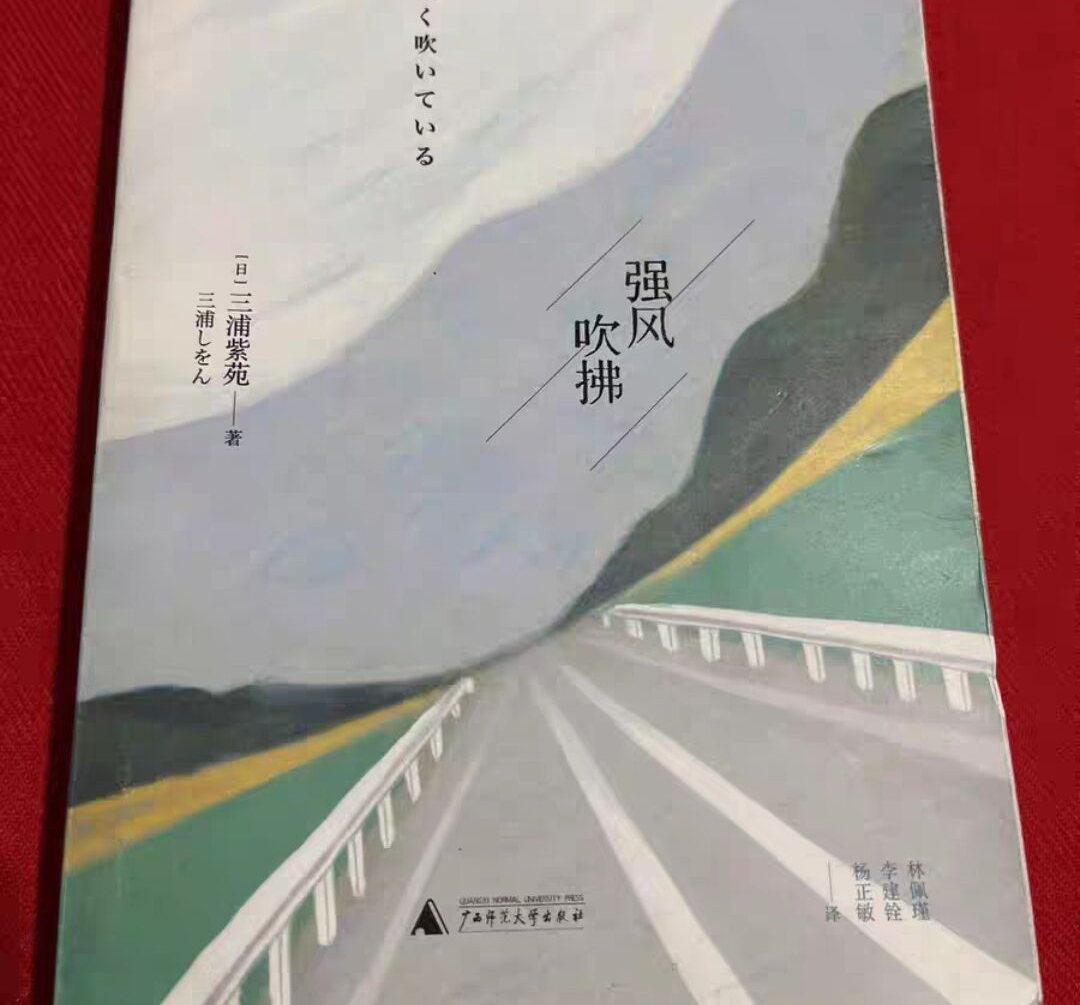 く吹いている
强风
吹拂
[日]三浦紫苑——著
三浦しをん
林佩瑾
李建铨
杨正敏
——译
GUANGXI NORMAL UNIVERSITY PRESS
广西师范大学出版社